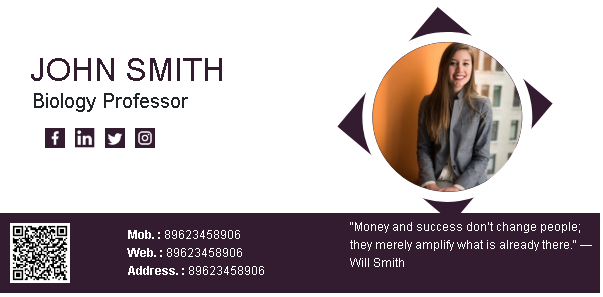 JOHN SMITH
Biology Professor
Mob. : 89623458906
Web. : 89623458906
Address. : 89623458906
"Money and success don't change people;
they merely amplify what is already there." —
Will Smith